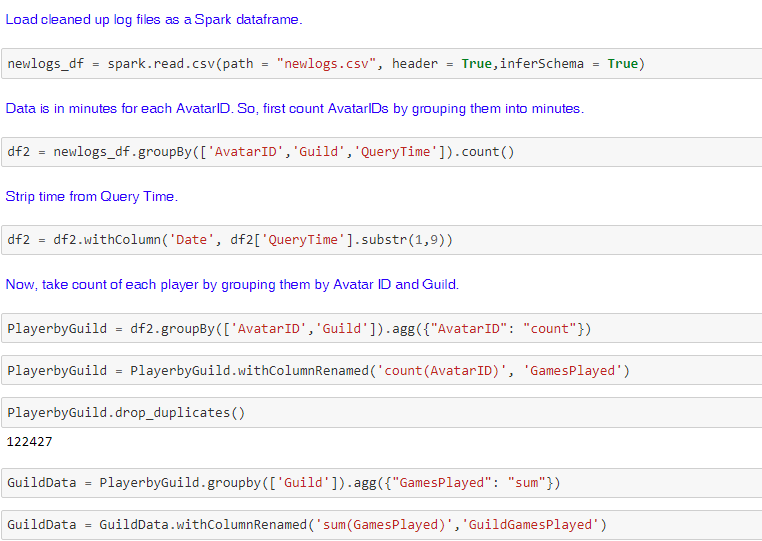 Load cleaned up log files as a Spark dataframe.
newlogs_df = spark.read.csv(path = "newlogs.csv", header = True,inferSchema = True)
Data is in minutes for each AvatarID. So, first count AvatarIDs by grouping them into minutes.
df2 = newlogs_df.groupBy(['AvatarID','Guild','QueryTime']).count()
Strip time from Query Time.
df2 = df2.withColumn('Date', df2['QueryTime'].substr(1,9))
Now, take count of each player by grouping them by Avatar ID and Guild.
PlayerbyGuild = df2.groupBy(['AvatarID','Guild']).agg({"AvatarID": "count"})
PlayerbyGuild = PlayerbyGuild.withColumnRenamed('count(AvatarID)', 'GamesPlayed')
PlayerbyGuild.drop_duplicates()
122427
GuildData = PlayerbyGuild.groupby(['Guild']).agg({"GamesPlayed": "sum"})
GuildData = GuildData.withColumnRenamed('sum(GamesPlayed)','GuildGamesPlayed')